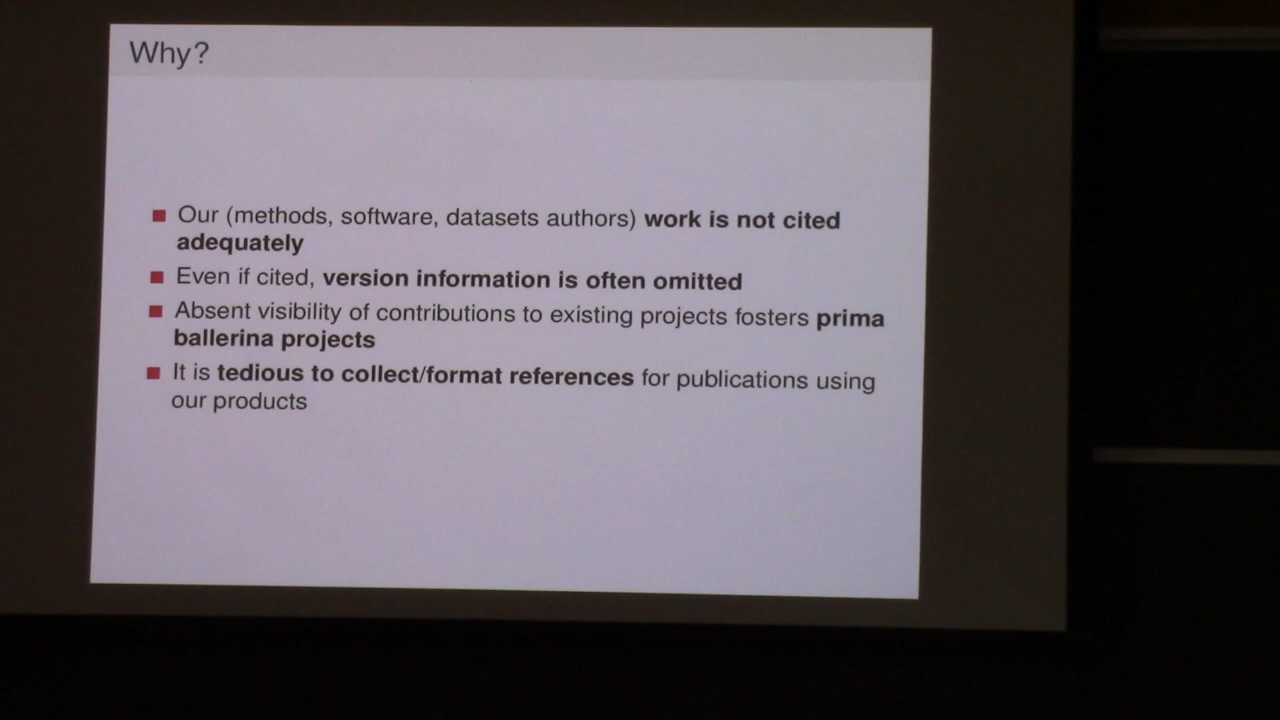 Why?
Our (methods, software, datasets authors) work is not cited
adequately
Even if cited, version information is often omitted
Absent visibility of contributions to existing projects fosters prima
ballerina projects
It is tedious to collect/format references for publications using
our products